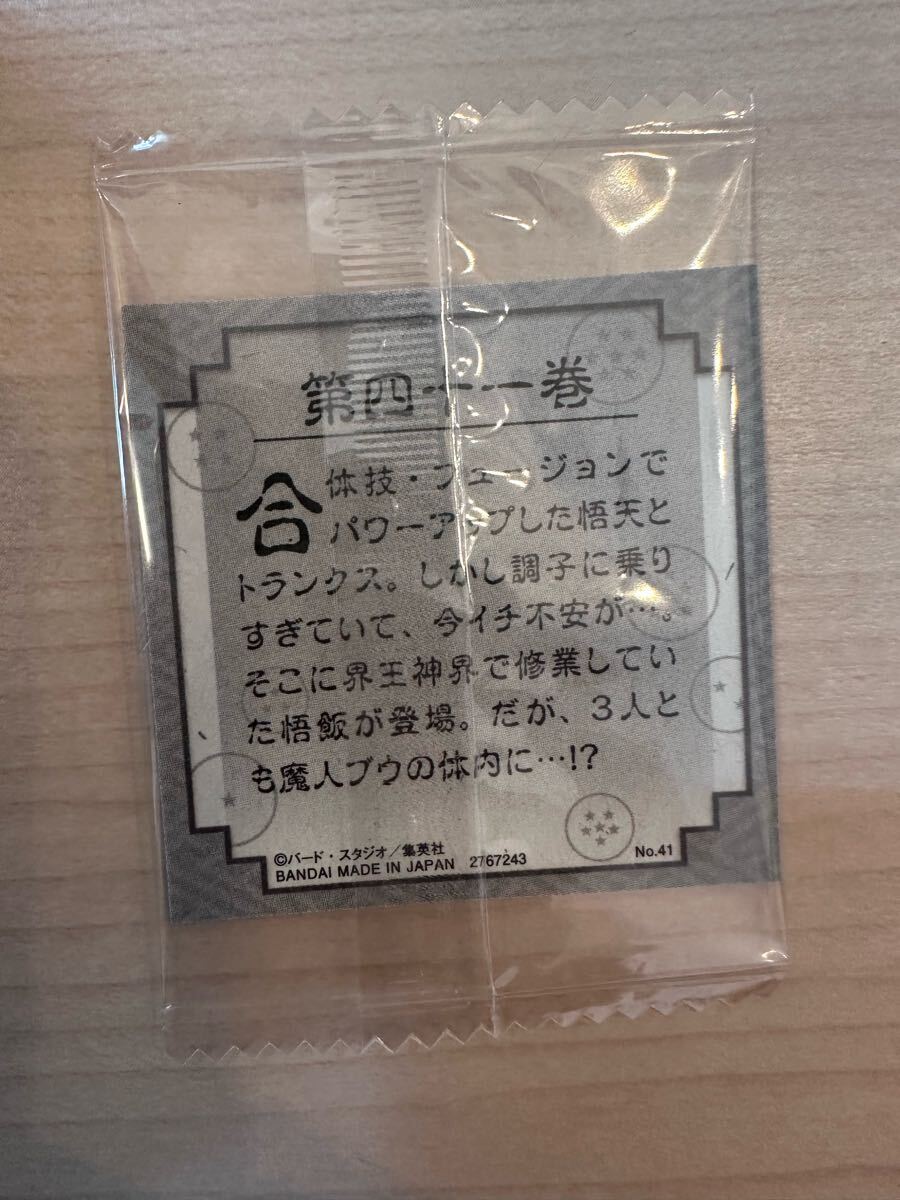 第四十一巻
合体技・フュージョンで
パワーアップした悟天と
トランクス。しかし調子に乗り
すぎていて、今イチ不安が…。
そこに界王神界で修業してい
た悟飯が登場。だが、3人と
も魔人ブウの体内に…!?
©バード・スタジオ/集英社
BANDAI MADE IN JAPAN 2767243
No.41